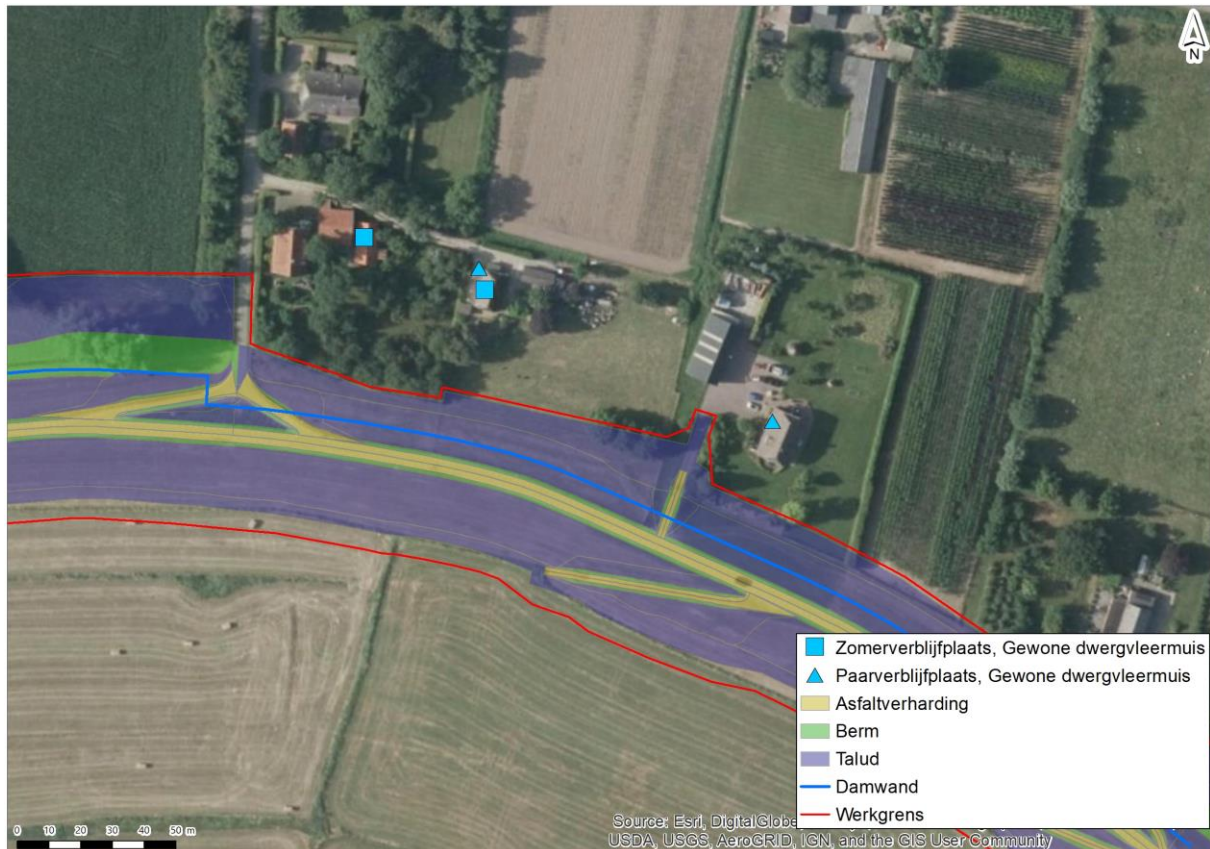 N
Zomerverblijfplaats, Gewone dwergvleermuis
Paarverblijfplaats, Gewone dwergvleermuis
Asfaltverharding
Berm
Talud
Damwand
Werkgrens
0 10 20 30 40 50 m
Source: Esri, DigitalGlobe
USDA, USGS, AeroGRID, IGN, and the GIS User Community